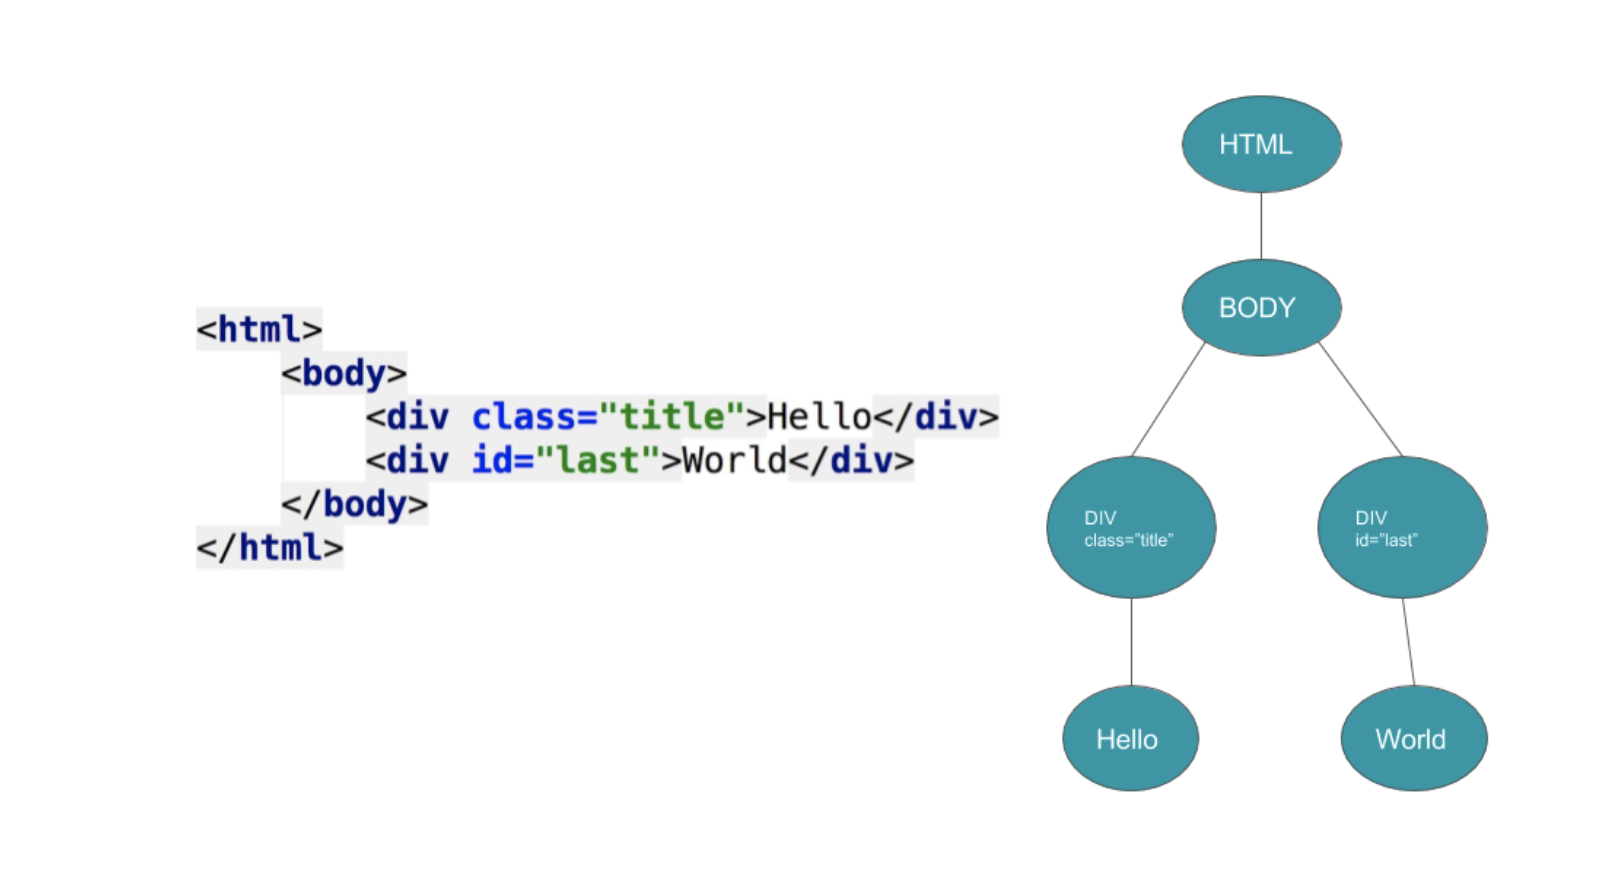 <html>
<body>
<div class="title">Hello</div>
<div id="last">World</div>
</body>
</html>
HTML
BODY
DIV
class=”title”
DIV
id=”last”
Hello
World